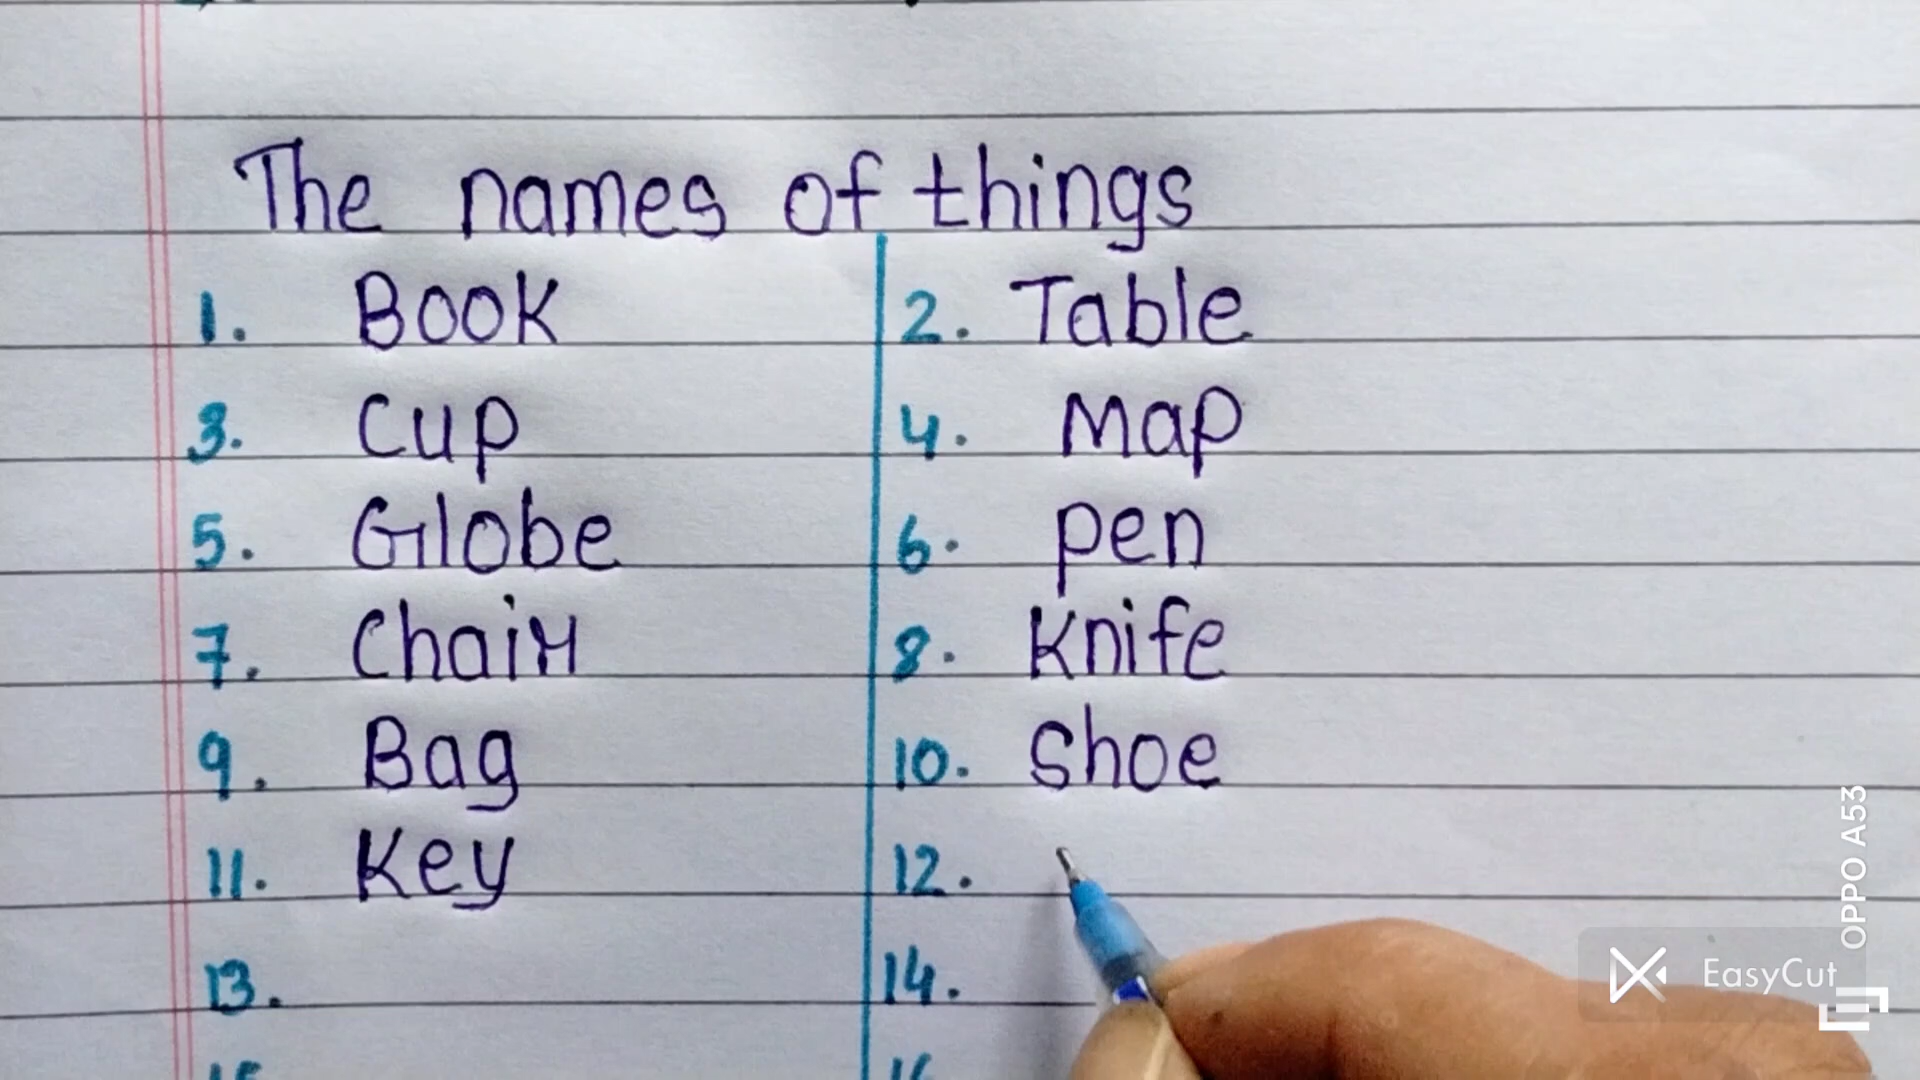 The names of things
1. Book 2. Table
3. Cup 4. Map
5. Globe 6. pen
7. Chair 8. Knife
9. Bag 10. Shoe
11. Key 12.
13. 14.
OPPO A53
EasyCut